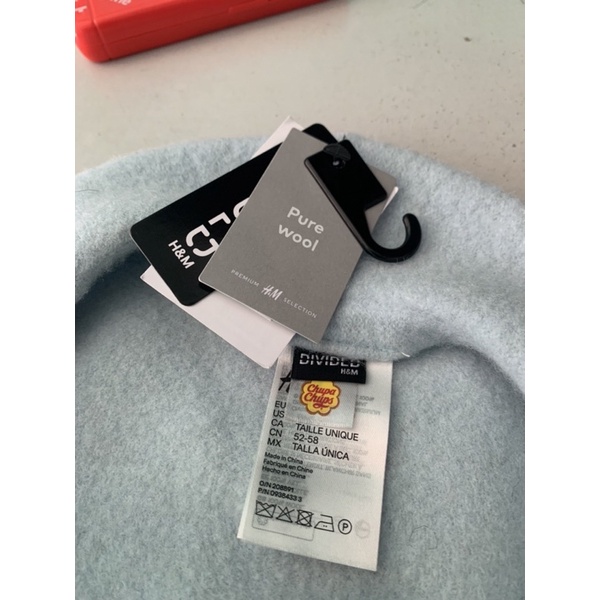 Pure
wool
PREMIUM H&M SELECTION
H&M
DIVIDED
H&M
Chupa
Chups
EU
US
CA TAILLE UNIQUE
CN 52-58
MX TALLA ÚNICA
Made in China
Fabriqué en Chine
Hecho en China
O/N 208891